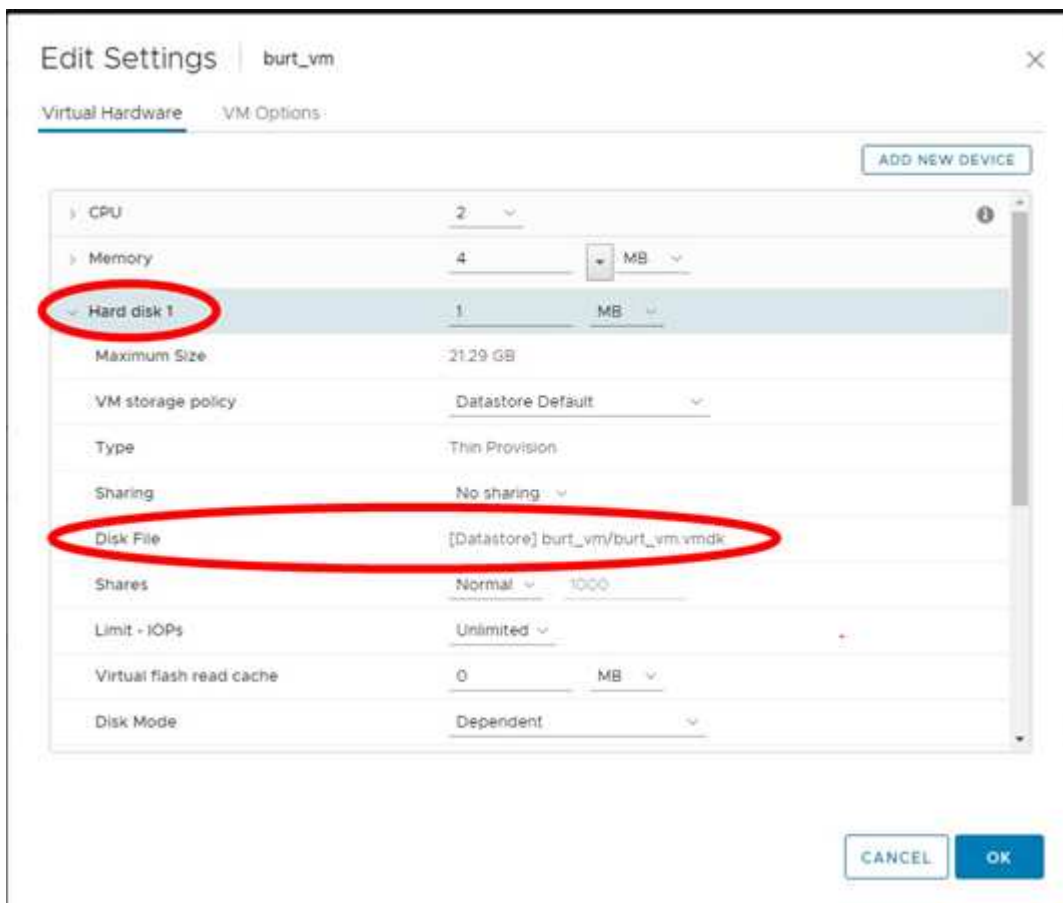 Edit Settings burt_vm
Virtual Hardware VM Options
ADD NEW DEVICE
CPU 2
Memory 4 MB
Hard disk 1 1 MB
Maximum Size 21.29 GB
VM storage policy Datastore Default
Type Thin Provision
Sharing No sharing
Disk File [Datastore] burt_vm/burt_vm.vmdk
Shares Normal 1000
Limit - IOPs Unlimited
Virtual flash read cache 0 MB
Disk Mode Dependent
CANCEL OK